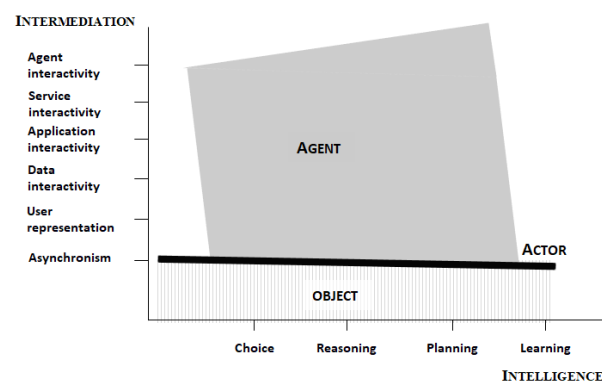 INTERMEDIATION
Agent
interactivity
Service
interactivity
Application
interactivity
AGENT
Data
interactivity
User
representation
Asynchronism
ACTOR
OBJECT
Choice Reasoning Planning Learning
INTELLIGENCE